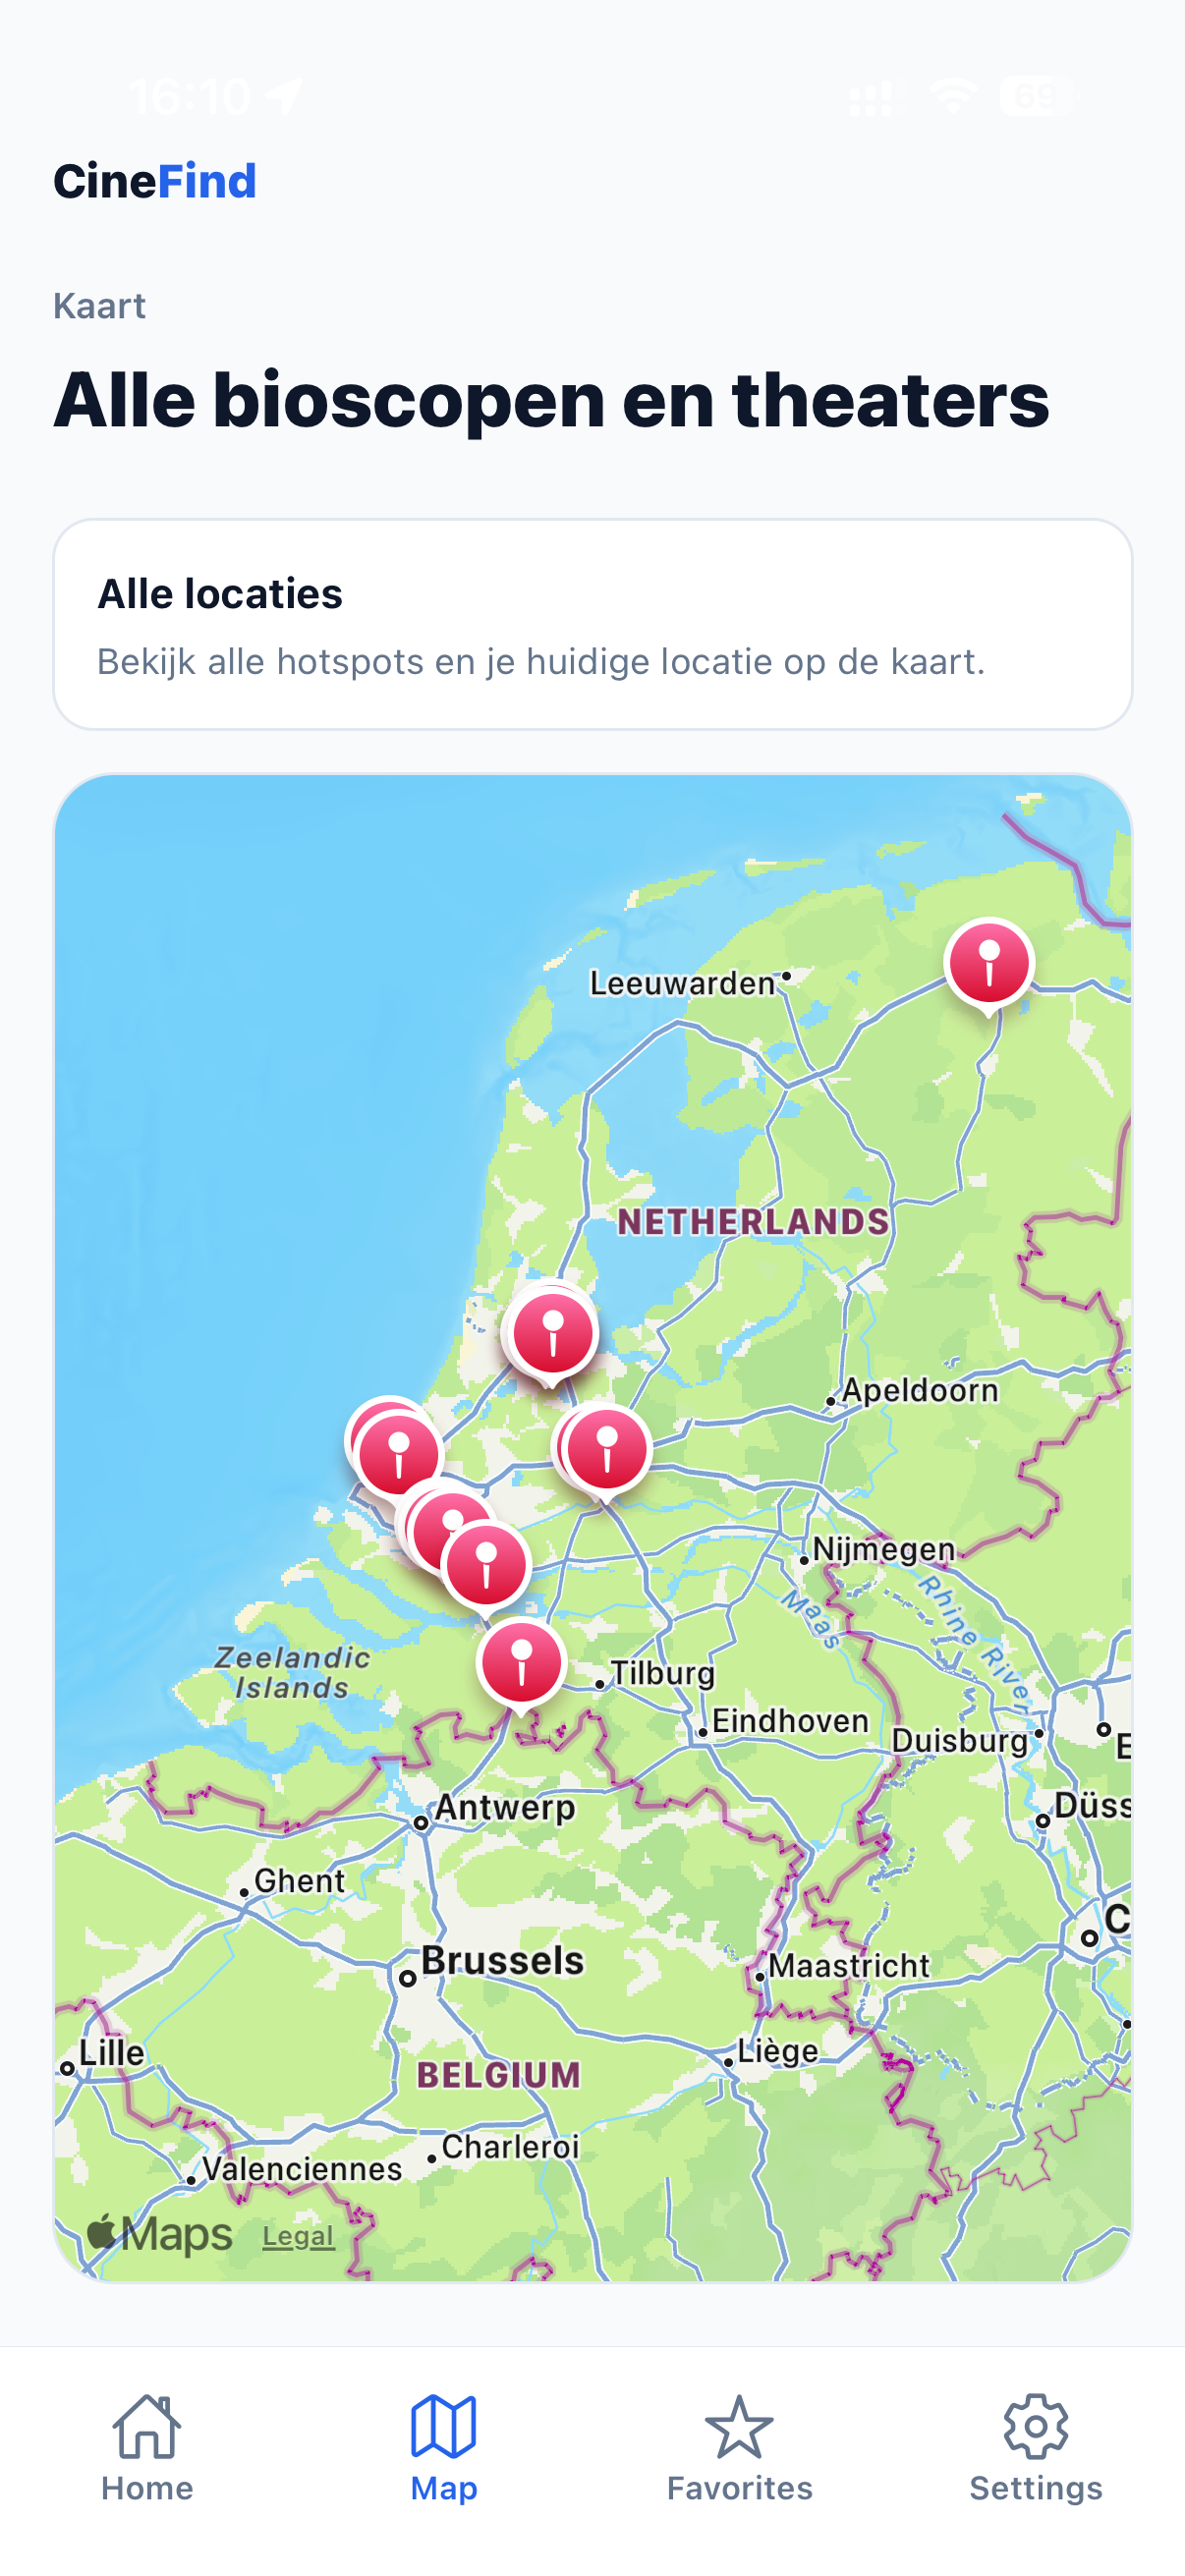 16:10
69
CineFind
Kaart
Alle bioscopen en theaters
Alle locaties
Bekijk alle hotspots en je huidige locatie op de kaart.
Leeuwarden
NETHERLANDS
Apeldoorn
Nijmegen
Rhine River
Maas
Zeelandic
Islands
Tilburg
Eindhoven
Duisburg
E
Antwerp
Düss
Ghent
C
Brussels
Maastricht
Lille
Liège
BELGIUM
Charleroi
Valenciennes
Maps
Legal
Home
Map
Favorites
Settings